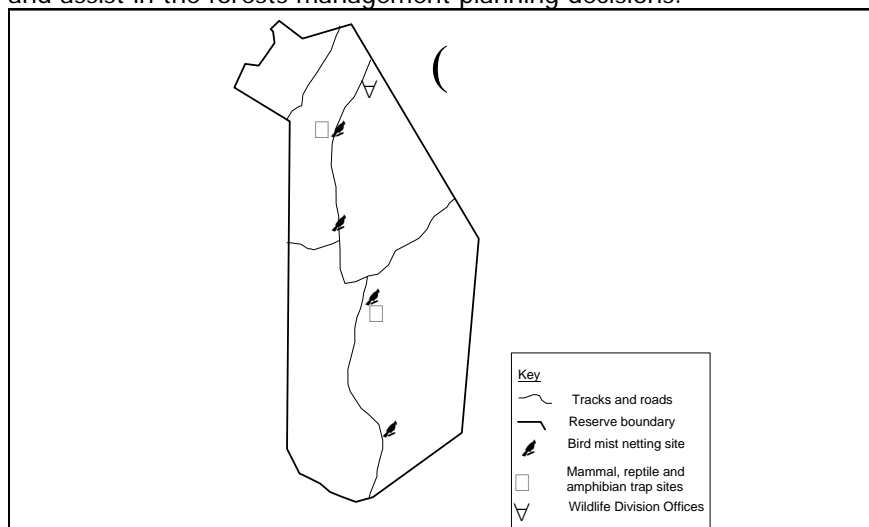 and assist in the forests management planning decisions.
(
Key
Tracks and roads
Reserve boundary
Bird mist netting site
Mammal, reptile and
amphibian trap sites
Wildlife Division Offices